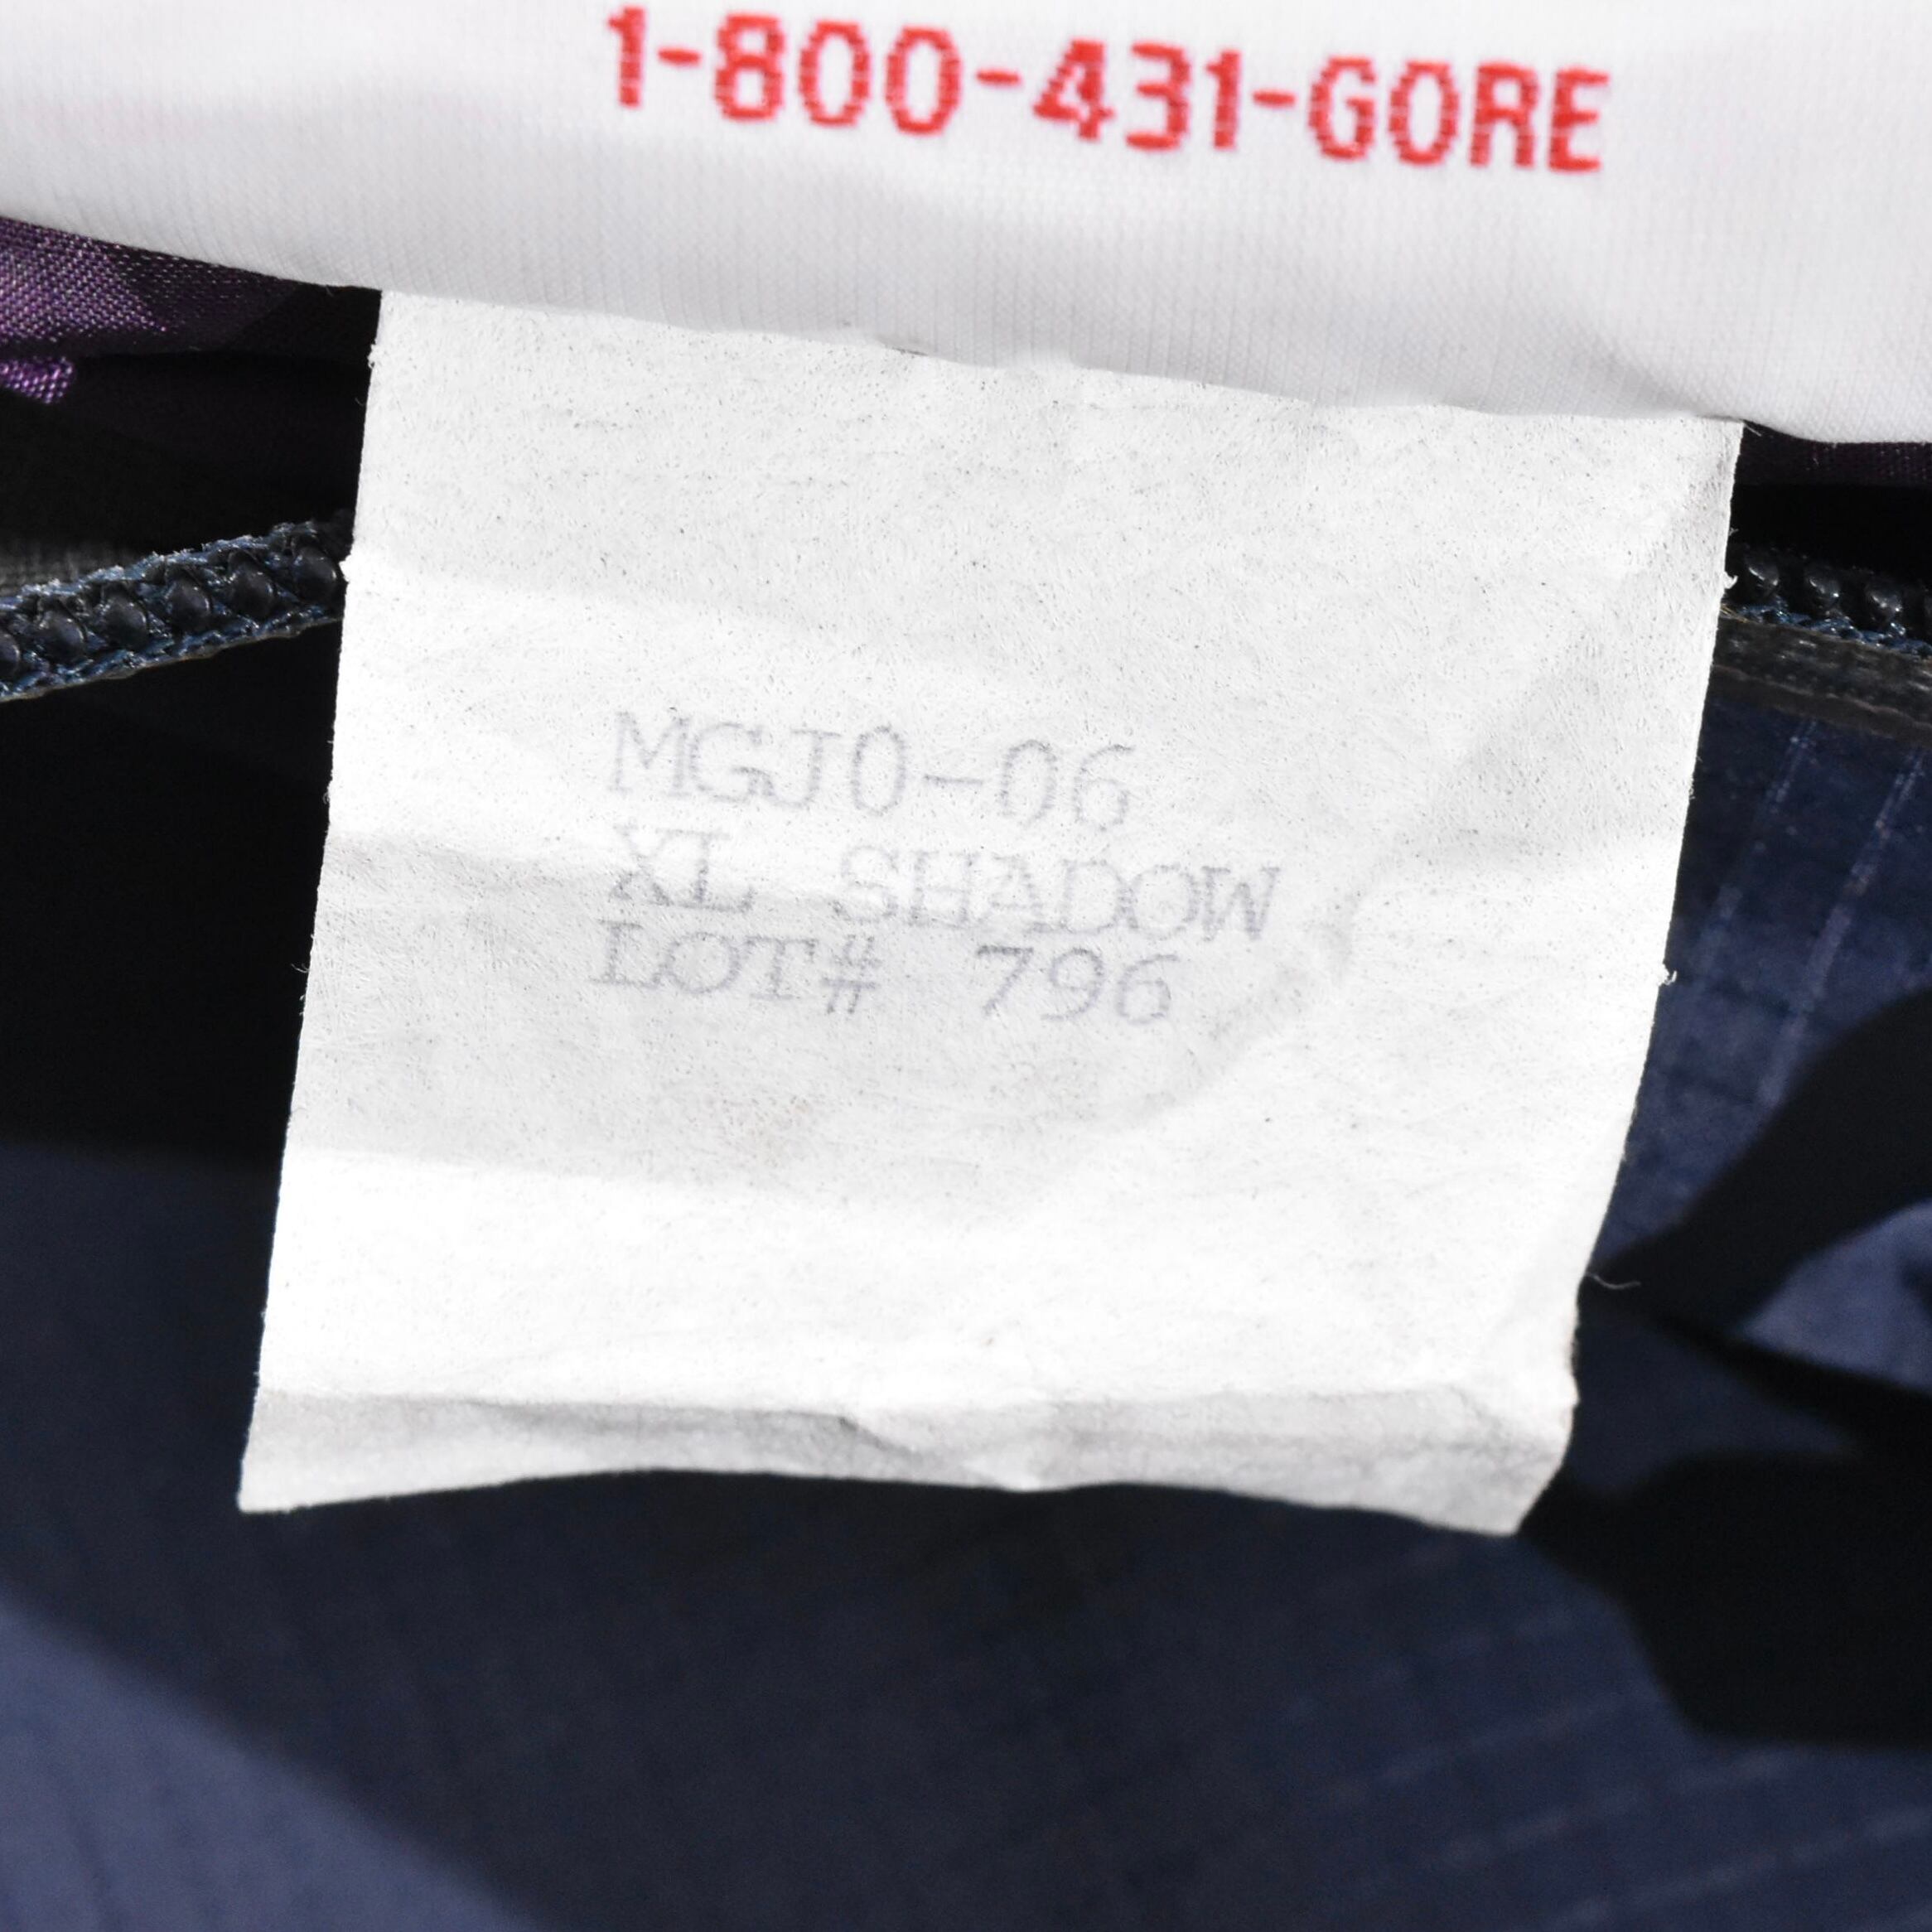 1-800-431-GORE
MGJ0-06
XL SHADOW
LOT# 796